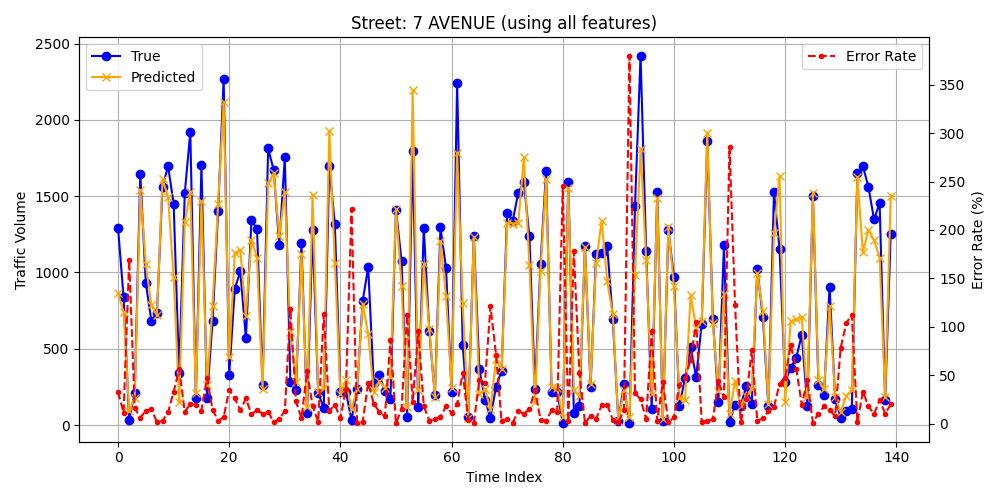 Street: 7 AVENUE (using all features)
True
Predicted
Error Rate
Traffic Volume
2500
2000
1500
1000
500
0
350
300
250
200
150
100
50
0
Error Rate (%)
0 20 40 60 80 100 120 140
Time Index